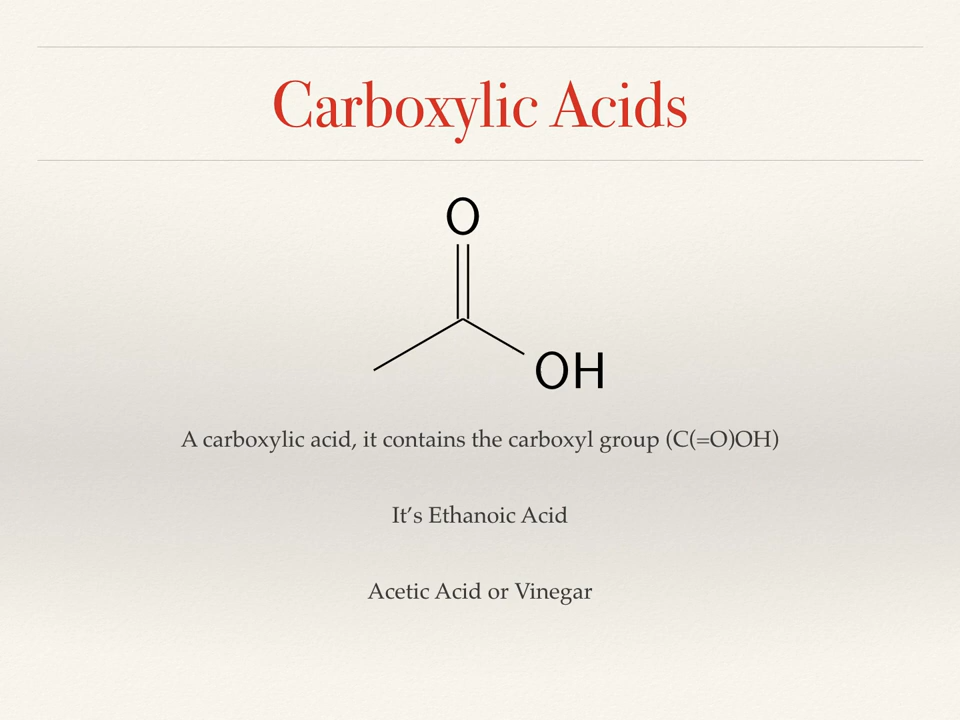 Carboxylic Acids
O
OH
A carboxylic acid, it contains the carboxyl group (C(=O)OH)
It’s Ethanoic Acid
Acetic Acid or Vinegar